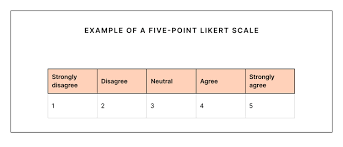 EXAMPLE OF A FIVE-POINT LIKERT SCALE
Strongly disagree Disagree Neutral Agree Strongly agree
1 2 3 4 5